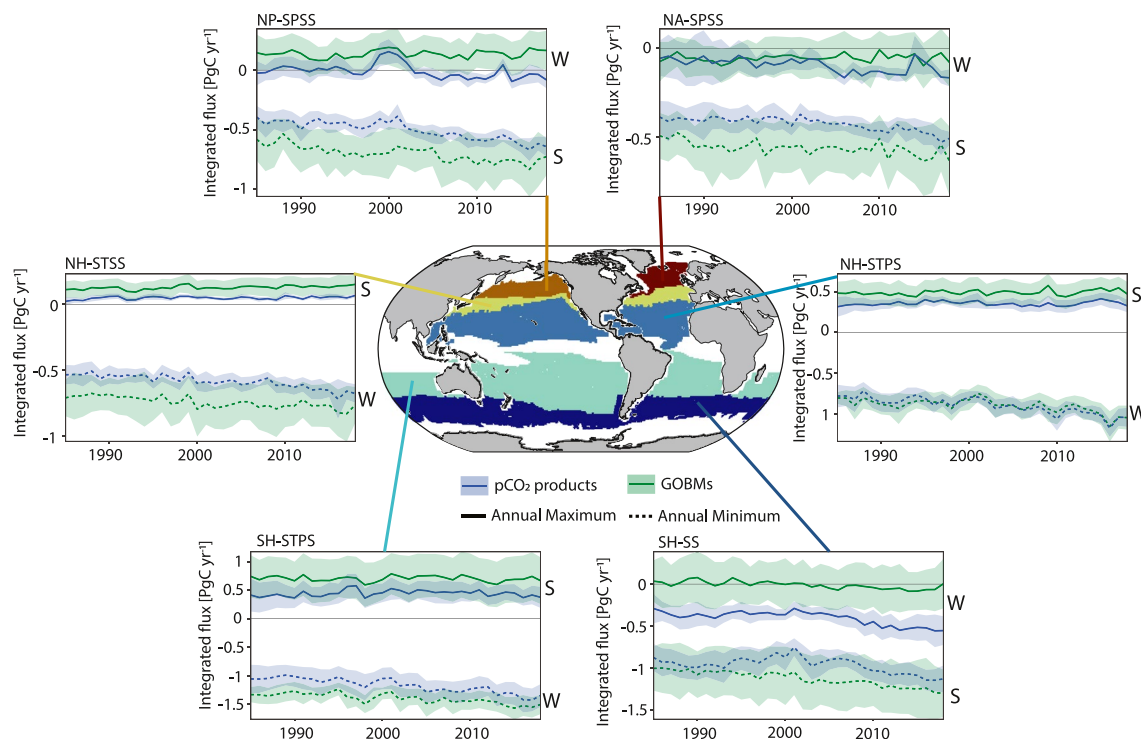 NP-SPSS
Integrated flux [PgC yr⁻¹]
0
-0.5
-1
W
S
1990
2000
2010
NA-SPSS
Integrated flux [PgC yr⁻¹]
0
-0.5
W
S
1990
2000
2010
NH-STSS
Integrated flux [PgC yr⁻¹]
0
-0.5
-1
S
W
1990
2000
2010
NH-STPS
Integrated flux [PgC yr⁻¹]
0.5
0
-0.5
1
S
W
1990
2000
2010
pCO₂ products
GOBMs
Annual Maximum
Annual Minimum
SH-STPS
Integrated flux [PgC yr⁻¹]
1
0.5
0
-0.5
-1
-1.5
S
W
1990
2000
2010
SH-SS
Integrated flux [PgC yr⁻¹]
0
-0.5
-1
-1.5
W
S
1990
2000
2010